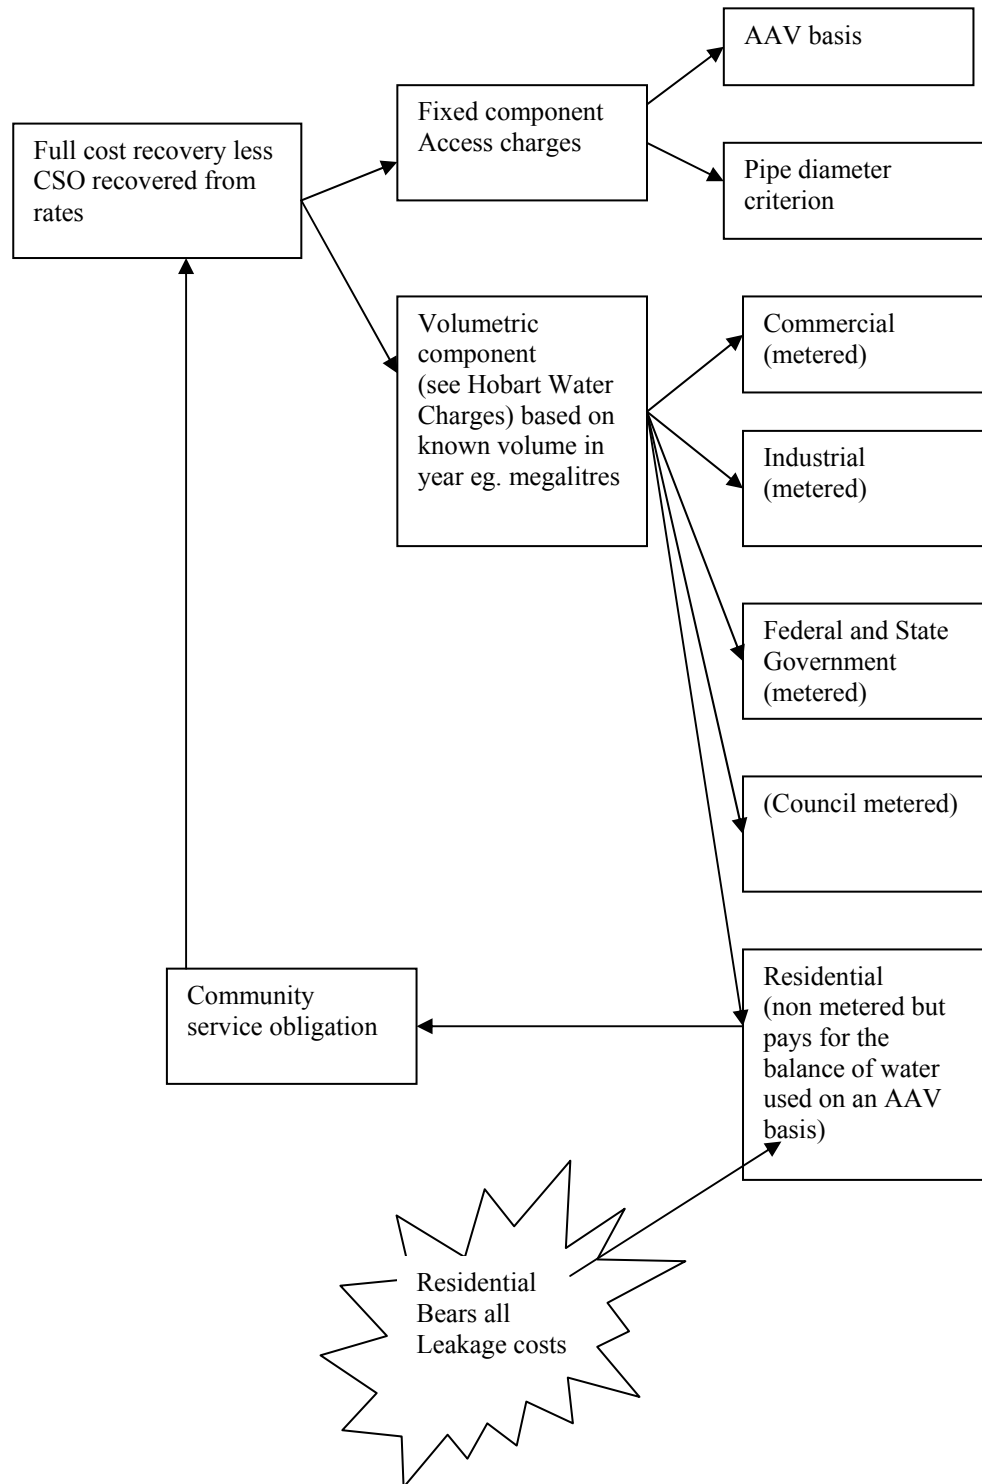 AAV basis
Fixed component
Access charges
Full cost recovery less
CSO recovered from
rates
Pipe diameter
criterion
Volumetric
component
(see Hobart Water
Charges) based on
known volume in
year eg. megalitres
Commercial
(metered)
Industrial
(metered)
Federal and State
Government
(metered)
(Council metered)
Residential
(non metered but
pays for the
balance of water
used on an AAV
basis)
Community
service obligation
Residential
Bears all
Leakage costs